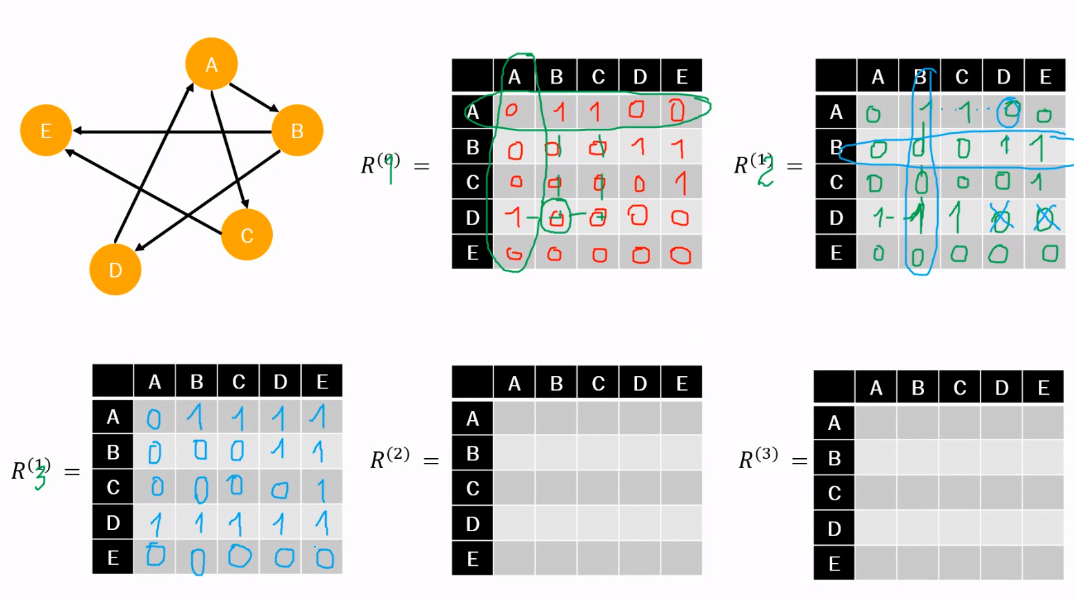 A
E
B
C
D
R⁽⁰⁾ =
1
A B C D E
A 0 1 1 0 0
B 0 0 0 1 1
C 0 0 0 0 1
D 1 0 0 0 0
E 0 0 0 0 0
R⁽¹⁾ =
2
A B C D E
A 0 1 1 0 0
B 0 0 0 1 1
C 0 0 0 0 1
D 1 1 1 0 0
E 0 0 0 0 0
R⁽¹⁾ =
3
A B C D E
A 0 1 1 1 1
B 0 0 0 1 1
C 0 0 0 0 1
D 1 1 1 1 1
E 0 0 0 0 0
R⁽²⁾ =
A B C D E
A
B
C
D
E
R⁽³⁾ =
A B C D E
A
B
C
D
E